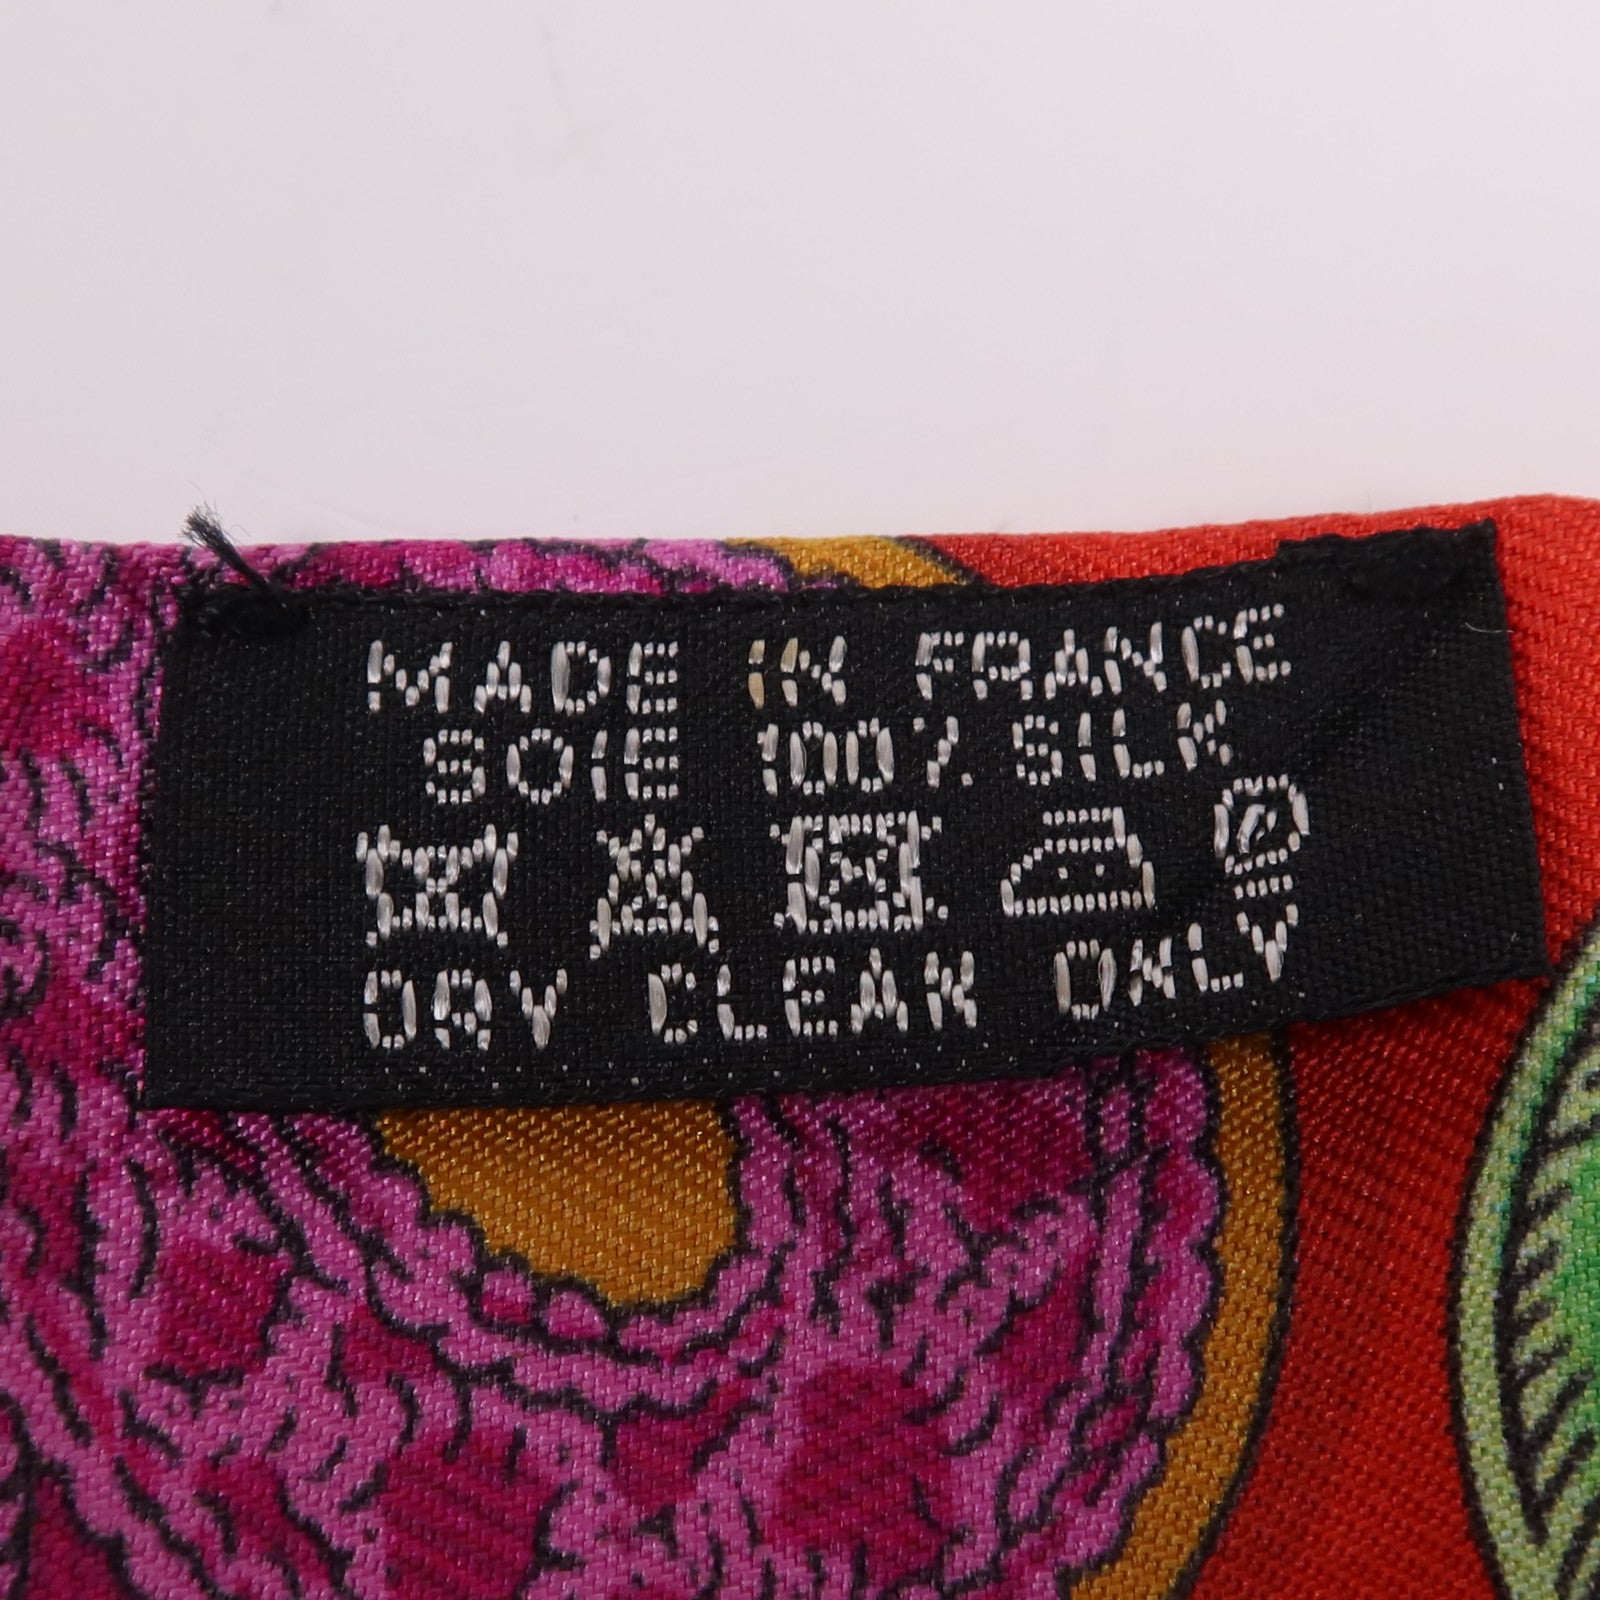 MADE IN FRANCE
SOIE 100% SILK
P
DRY CLEAN ONLY